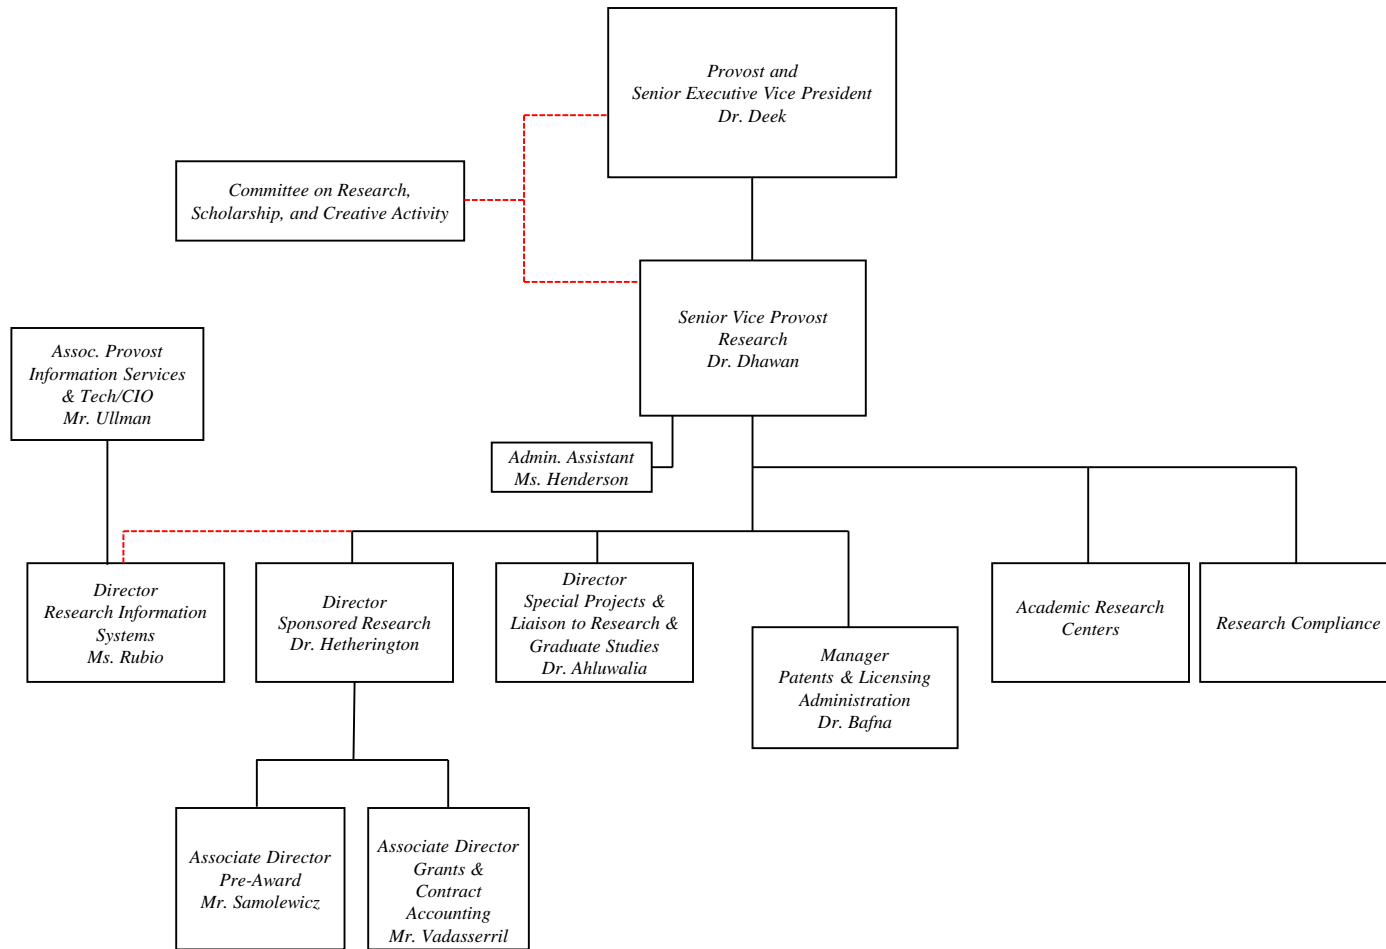 Provost and
Senior Executive Vice President
Dr. Deek
Committee on Research,
Scholarship, and Creative Activity
Senior Vice Provost
Research
Dr. Dhawan
Assoc. Provost
Information Services
& Tech/CIO
Mr. Ullman
Admin. Assistant
Ms. Henderson
Director
Research Information
Systems
Ms. Rubio
Director
Sponsored Research
Dr. Hetherington
Director
Special Projects &
Liaison to Research &
Graduate Studies
Dr. Ahluwalia
Manager
Patents & Licensing
Administration
Dr. Bafna
Academic Research
Centers
Research Compliance
Associate Director
Pre-Award
Mr. Samolewicz
Associate Director
Grants &
Contract
Accounting
Mr. Vadasserril